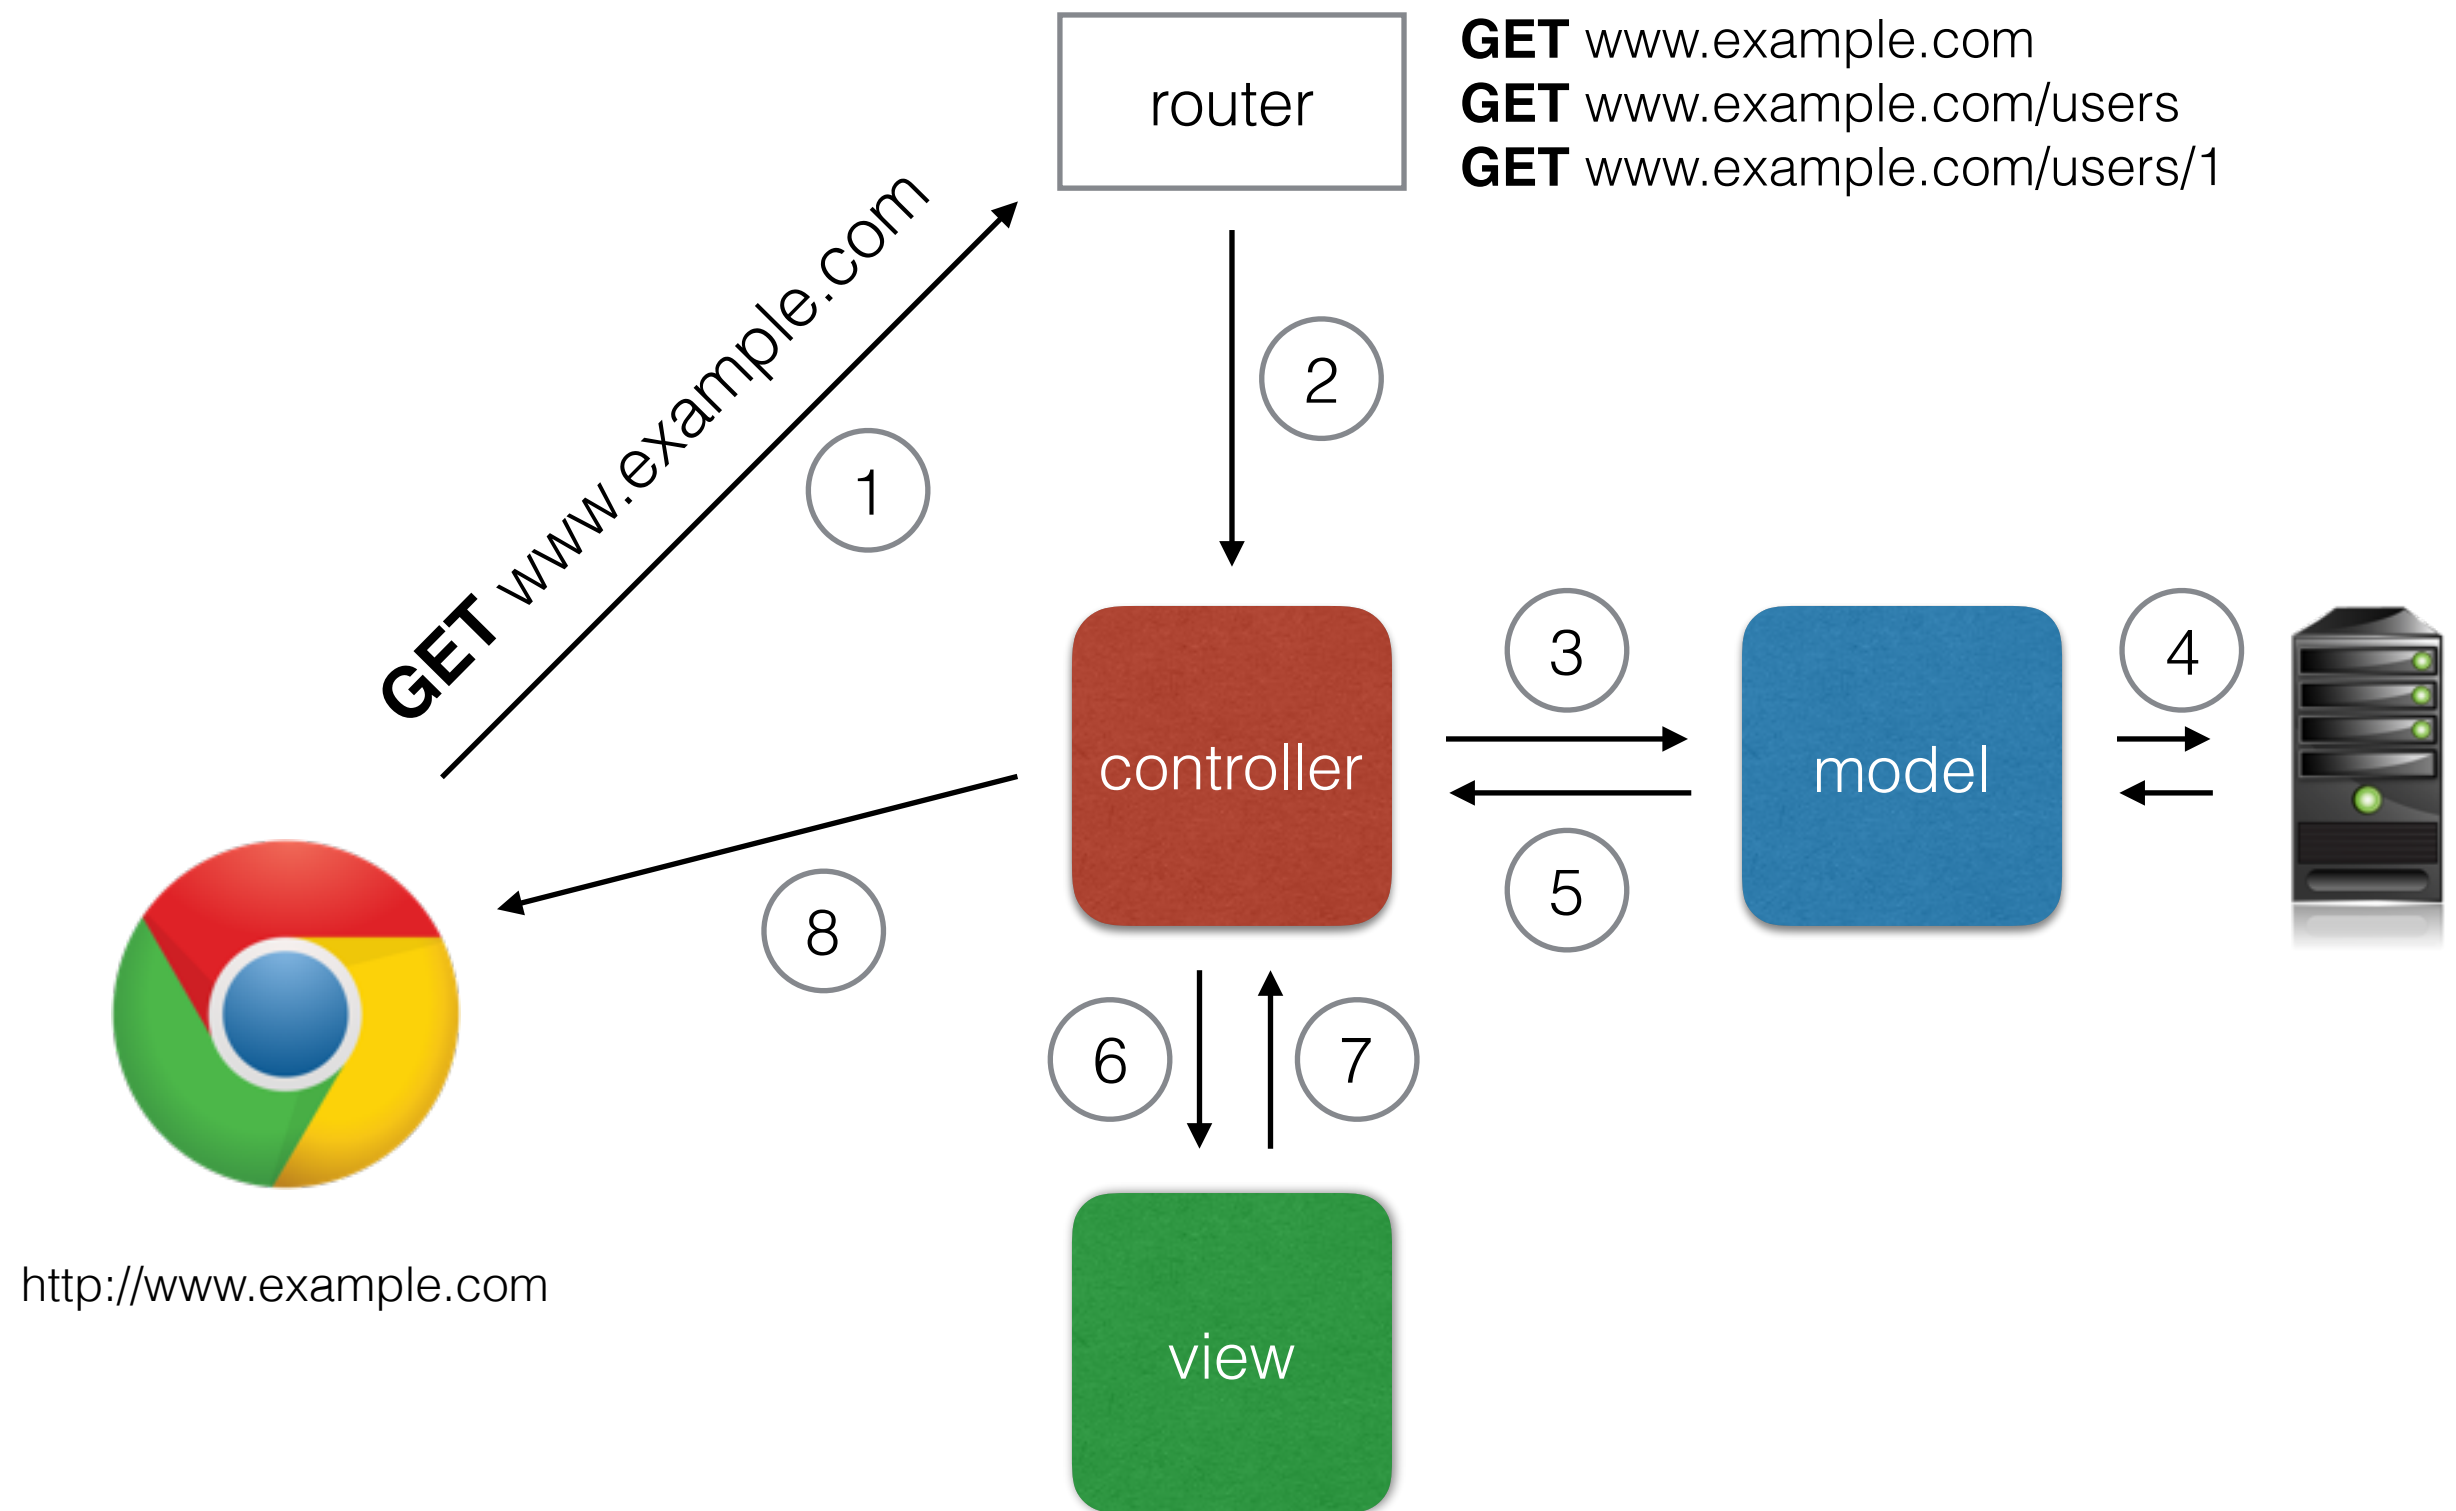 router
GET www.example.com
GET www.example.com/users
GET www.example.com/users/1
GET www.example.com
1
2
3
4
controller
model
5
8
6
7
http://www.example.com
view